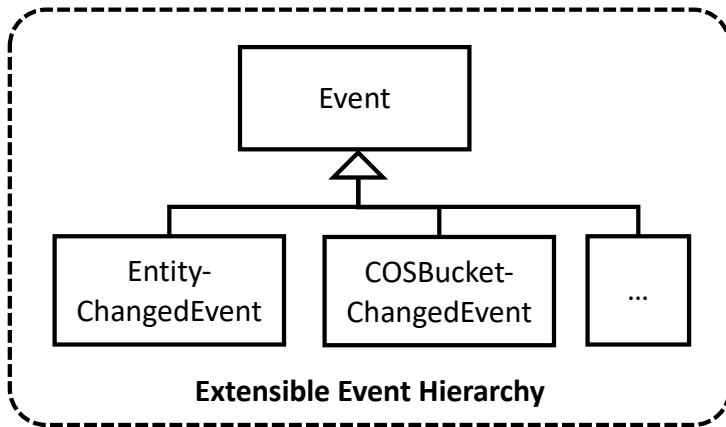 Event
Entity-
ChangedEvent
COSBucket-
ChangedEvent
...
Extensible Event Hierarchy